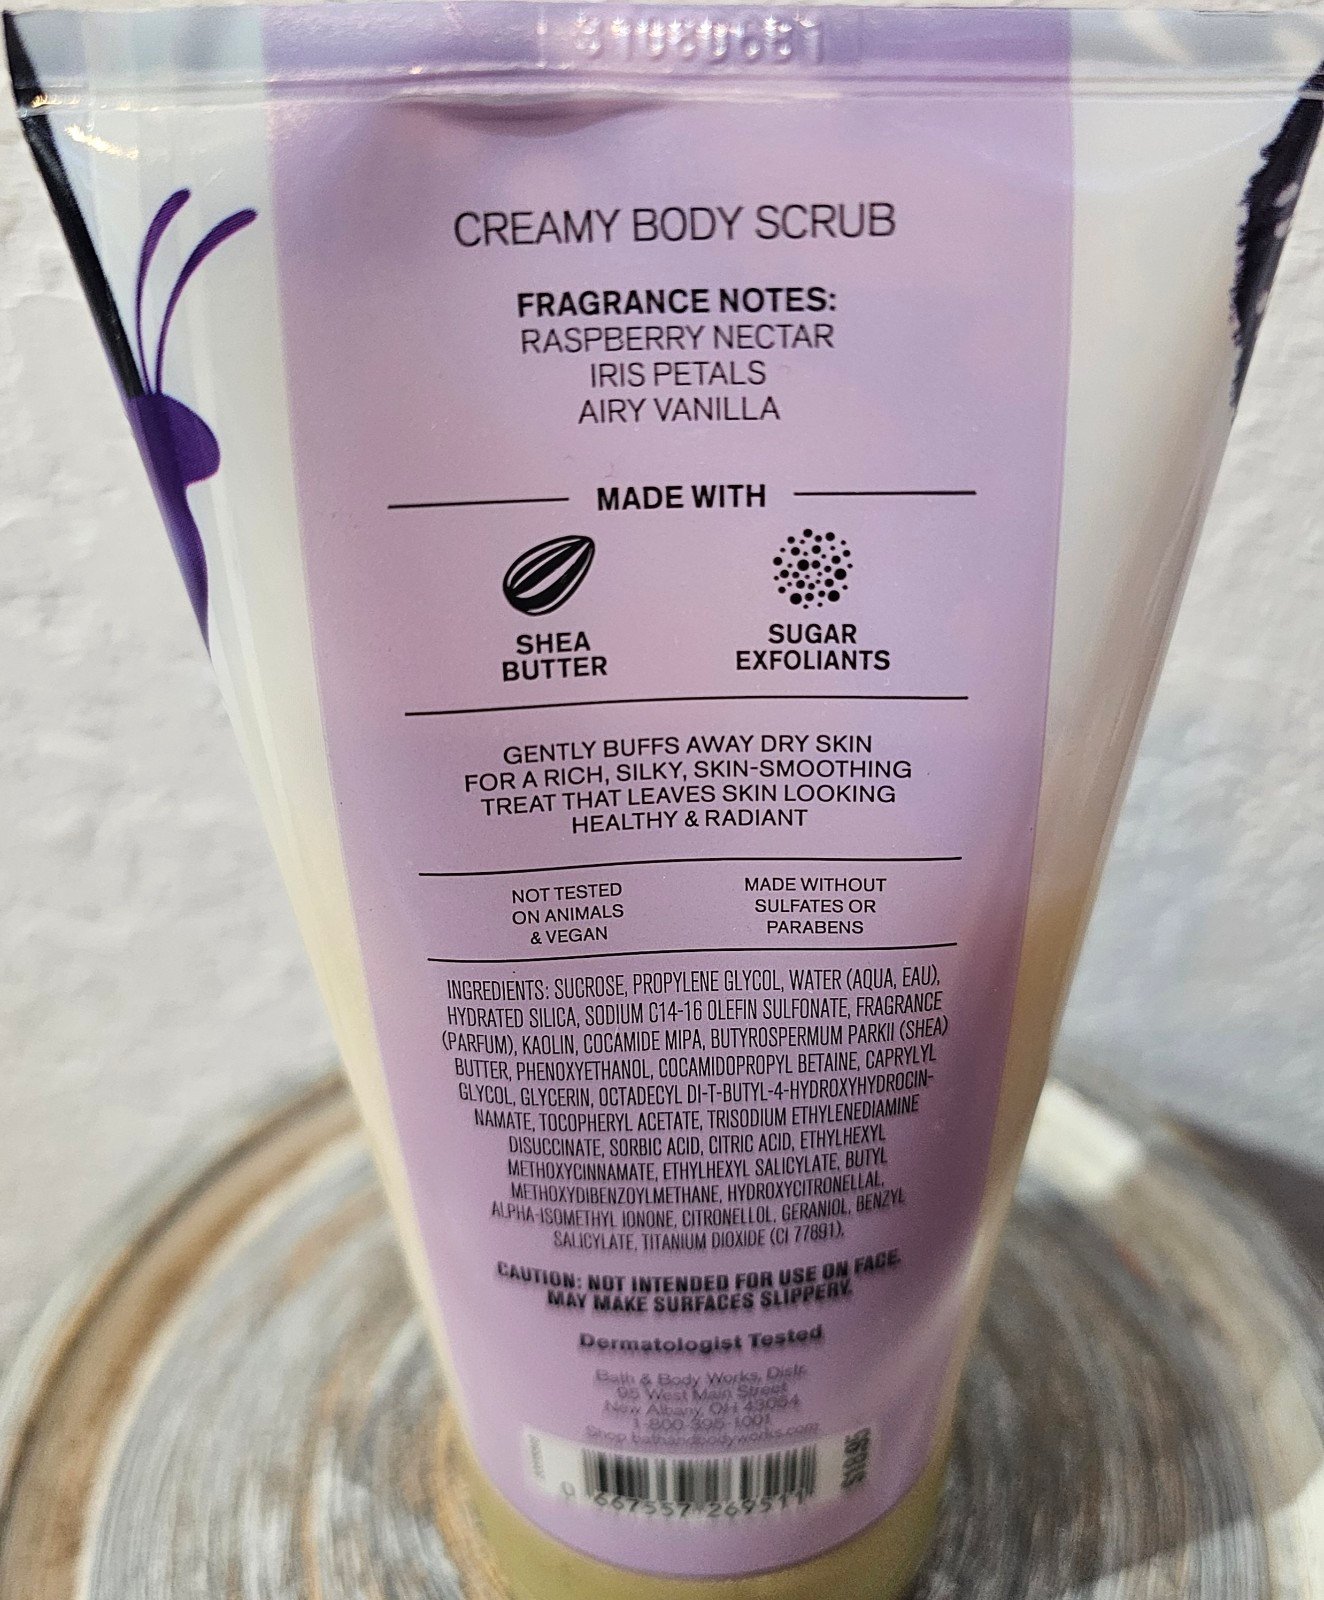 CREAMY BODY SCRUB
FRAGRANCE NOTES:
RASPBERRY NECTAR
IRIS PETALS
AIRY VANILLA
MADE WITH
SHEA
BUTTER
SUGAR
EXFOLIANTS
GENTLY BUFFS AWAY DRY SKIN
FOR A RICH, SILKY, SKIN-SMOOTHING
TREAT THAT LEAVES SKIN LOOKING
HEALTHY & RADIANT
NOT TESTED
ON ANIMALS
& VEGAN
MADE WITHOUT
SULFATES OR
PARABENS
INGREDIENTS: SUCROSE, PROPYLENE GLYCOL, WATER (AQUA, EAU),
HYDRATED SILICA, SODIUM C14-16 OLEFIN SULFONATE, FRAGRANCE
(PARFUM), KAOLIN, COCAMIDE MIPA, BUTYROSPERMUM PARKII (SHEA)
BUTTER, PHENOXYETHANOL, COCAMIDOPROPYL BETAINE, CAPRYLYL
GLYCOL, GLYCERIN, OCTADECYL DI-T-BUTYL-4-HYDROXYHYDROCIN-
NAMATE, TOCOPHERYL ACETATE, TRISODIUM ETHYLENEDIAMINE
DISUCCINATE, SORBIC ACID, CITRIC ACID, ETHYLHEXYL
METHOXYCINNAMATE, ETHYLHEXYL SALICYLATE, BUTYL
METHOXYDIBENZOYLMETHANE, HYDROXYCITRONELLAL,
ALPHA-ISOMETHYL IONONE, CITRONELLOL, GERANIOL, BENZYL
SALICYLATE, TITANIUM DIOXIDE (CI 77891).
CAUTION: NOT INTENDED FOR USE ON FACE.
MAY MAKE SURFACES SLIPPERY.
Dermatologist Tested
Bath & Body Works, Distr.
95 West Main Street
New Albany, OH 43054
1-800-395-1001
Shop bathandbodyworks.com
0 667557 269511